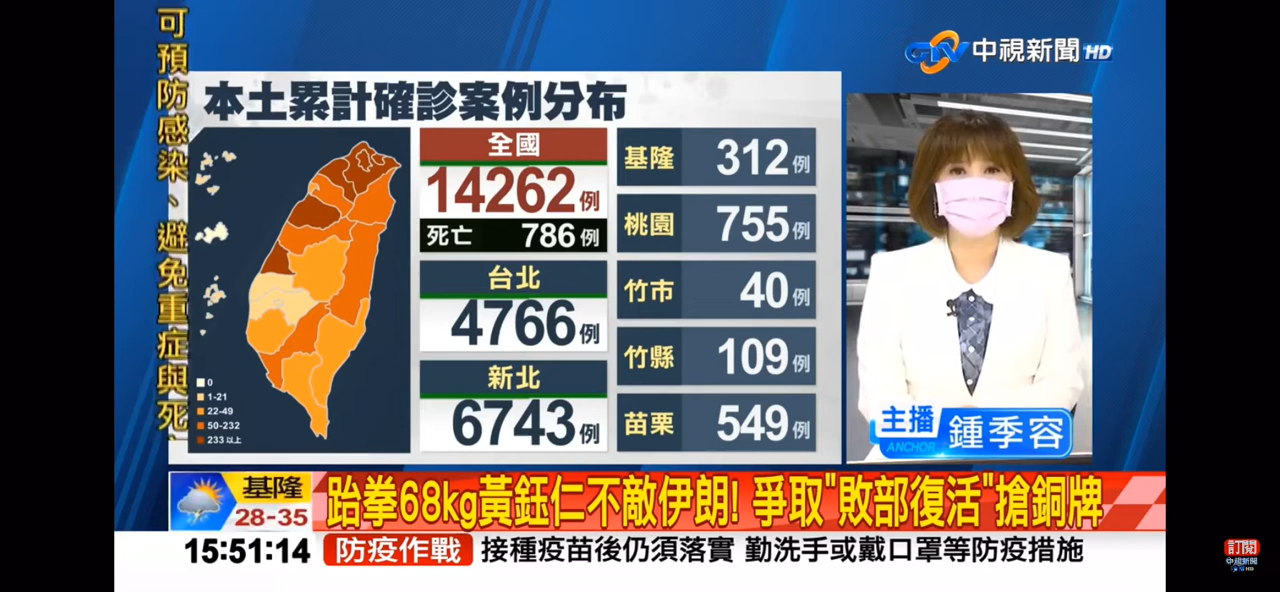 可預防感染、避免重症與死
CTV 中視新聞 HD
本土累計確診案例分布
全國
14262例
死亡 786例
台北
4766例
新北
6743例
基隆 312例
桃園 755例
竹市 40例
竹縣 109例
苗栗 549例
0
1-21
22-49
50-232
233以上
主播 鍾季容
ANCHOR
基隆
28-35
跆拳68kg黃鈺仁不敵伊朗! 爭取"敗部復活"搶銅牌
15:51:14 防疫作戰 接種疫苗後仍須落實 勤洗手或戴口罩等防疫措施
訂閱
中視新聞
HD